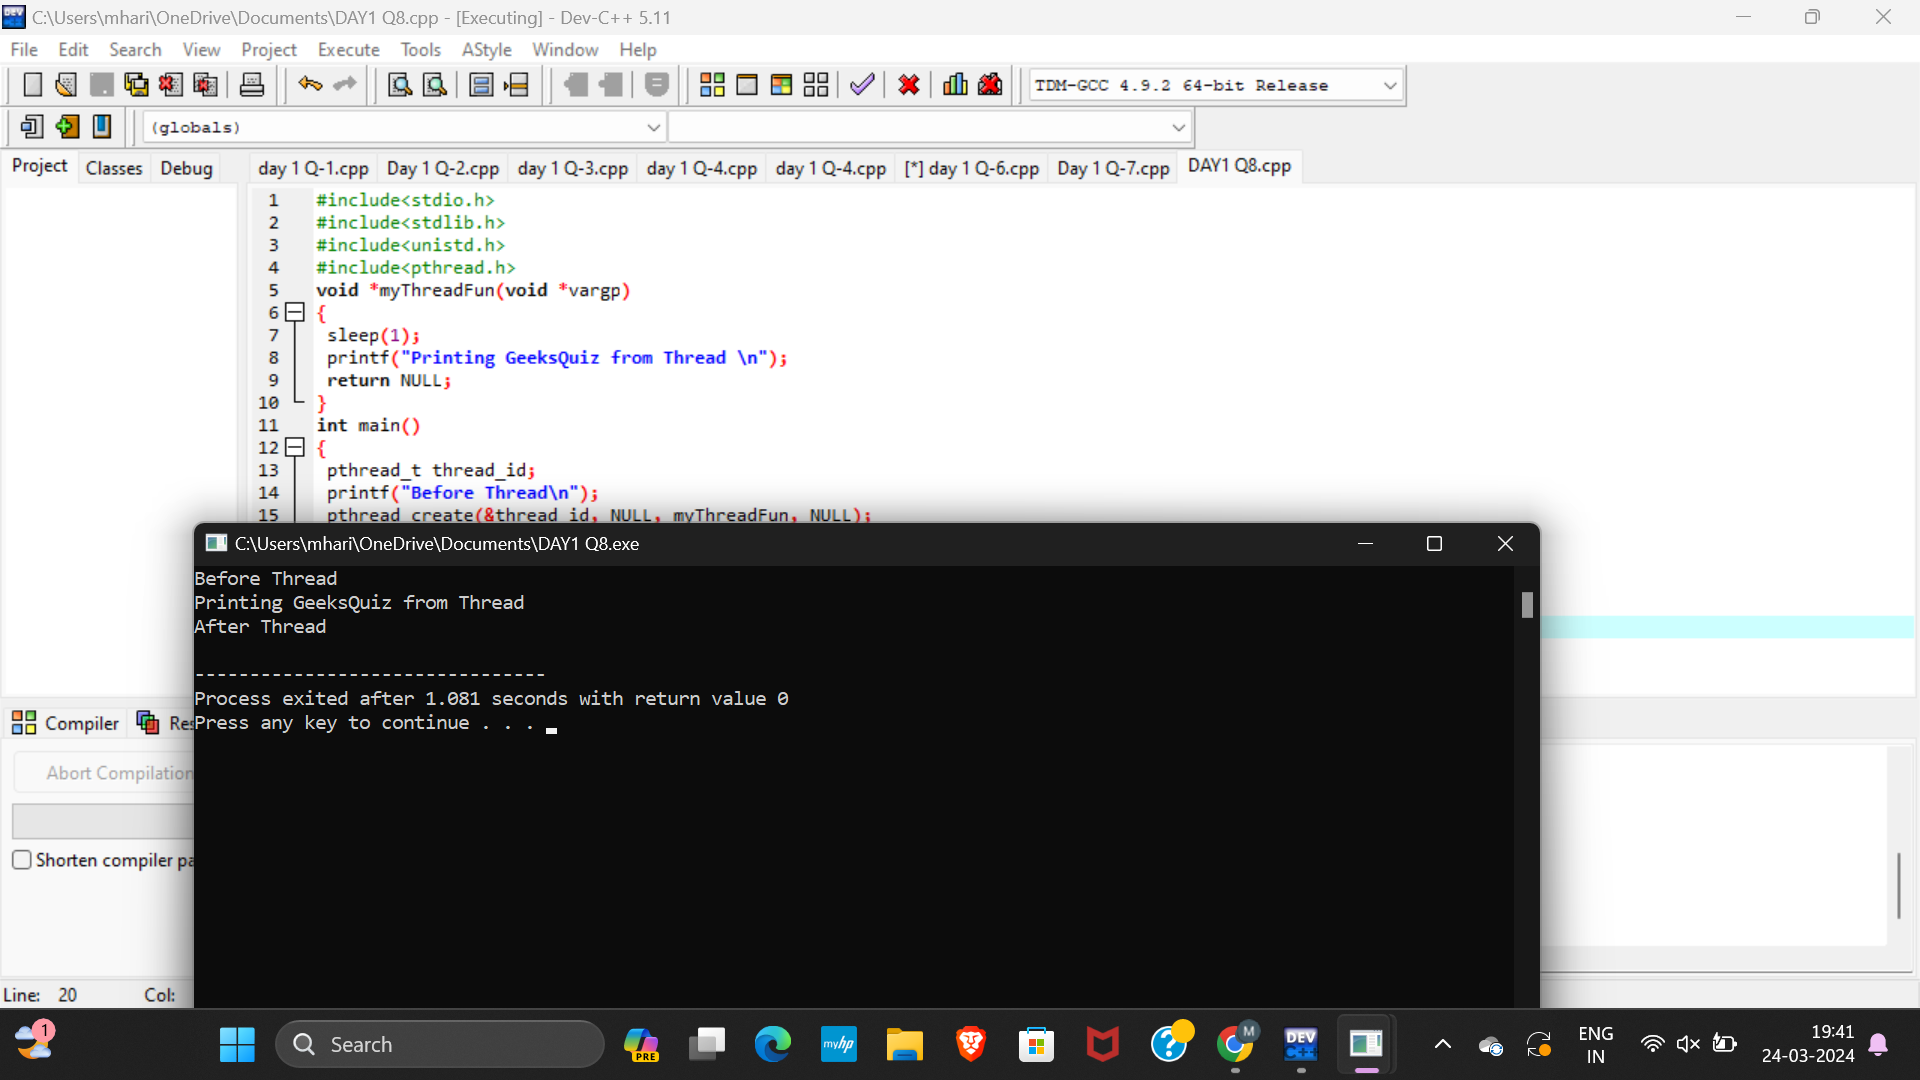 C:\Users\mhari\OneDrive\Documents\DAY1 Q8.cpp - [Executing] - Dev-C++ 5.11
File Edit Search View Project Execute Tools AStyle Window Help
TDM-GCC 4.9.2 64-bit Release
(globals)
Project Classes Debug day 1 Q-1.cpp Day 1 Q-2.cpp day 1 Q-3.cpp day 1 Q-4.cpp day 1 Q-4.cpp [*] day 1 Q-6.cpp Day 1 Q-7.cpp DAY1 Q8.cpp
1 #include<stdio.h>
2 #include<stdlib.h>
3 #include<unistd.h>
4 #include<pthread.h>
5 void *myThreadFun(void *vargp)
6 {
7 sleep(1);
8 printf("Printing GeeksQuiz from Thread \n");
9 return NULL;
10 }
11 int main()
12 {
13 pthread_t thread_id;
14 printf("Before Thread\n");
15 pthread_create(&thread_id, NULL, myThreadFun, NULL);
C:\Users\mhari\OneDrive\Documents\DAY1 Q8.exe
Before Thread
Printing GeeksQuiz from Thread
After Thread
--------------------------------
Process exited after 1.081 seconds with return value 0
Press any key to continue . . .
Compiler
Abort Compilation
Shorten compiler
Line: 20 Col:
1
Search
PRE
myhp
M
DEV C++
ENG
IN
19:41
24-03-2024